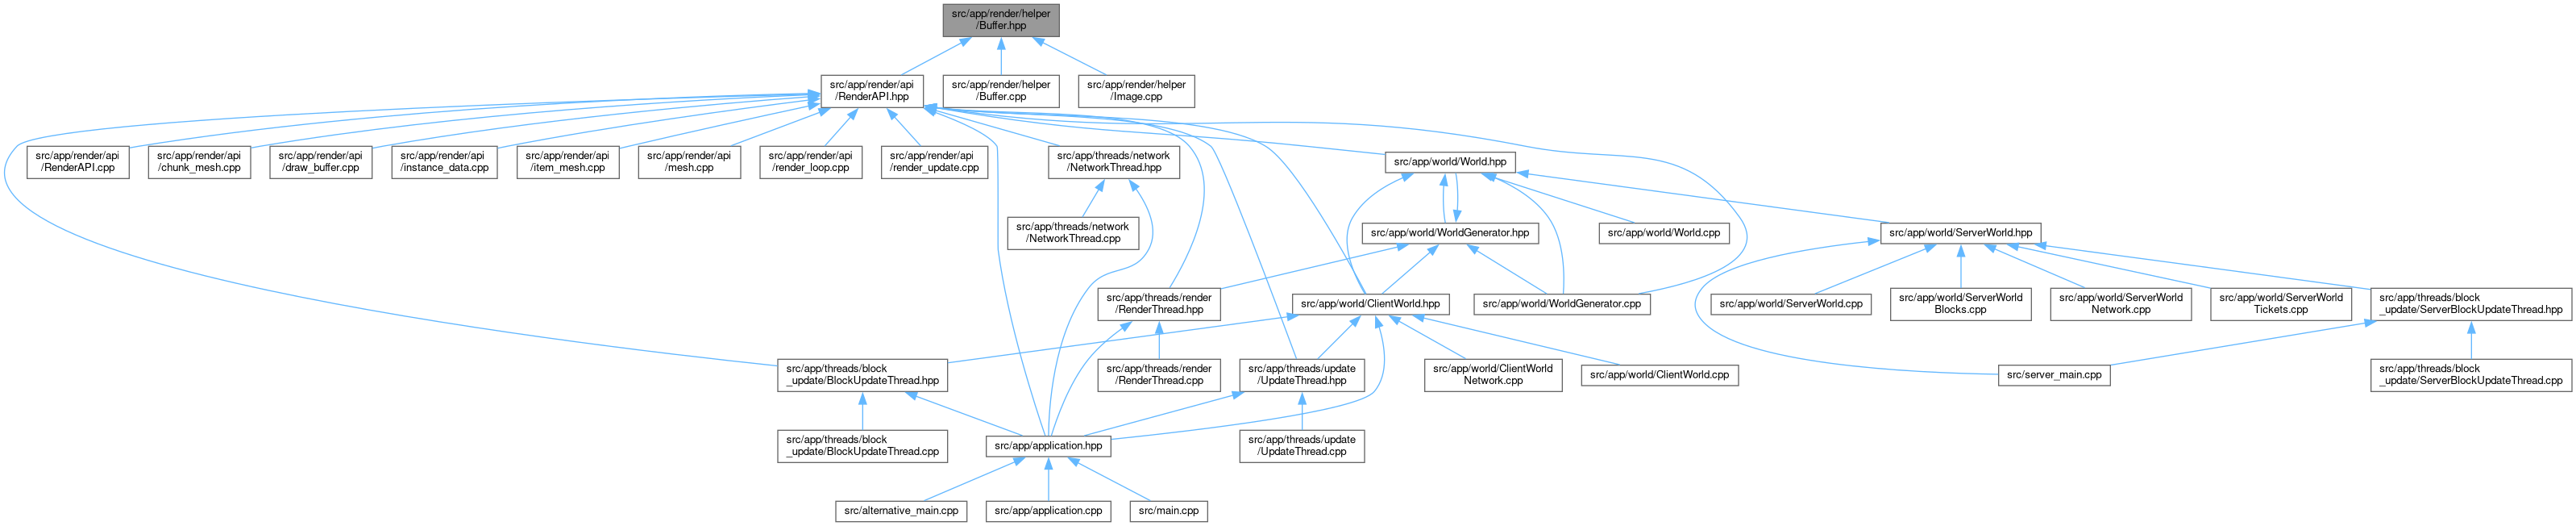 src/app/render/helper
/Buffer.hpp
src/app/render/api
/RenderAPI.hpp
src/app/render/helper
/Buffer.cpp
src/app/render/helper
/Image.cpp
src/app/render/api
/RenderAPI.cpp
src/app/render/api
/chunk_mesh.cpp
src/app/render/api
/draw_buffer.cpp
src/app/render/api
/instance_data.cpp
src/app/render/api
/item_mesh.cpp
src/app/render/api
/mesh.cpp
src/app/render/api
/render_loop.cpp
src/app/render/api
/render_update.cpp
src/app/threads/network
/NetworkThread.hpp
src/app/world/World.hpp
src/app/threads/network
/NetworkThread.cpp
src/app/world/WorldGenerator.hpp
src/app/world/World.cpp
src/app/world/ServerWorld.hpp
src/app/threads/render
/RenderThread.hpp
src/app/world/ClientWorld.hpp
src/app/world/WorldGenerator.cpp
src/app/world/ServerWorld.cpp
src/app/world/ServerWorld
Blocks.cpp
src/app/world/ServerWorld
Network.cpp
src/app/world/ServerWorld
Tickets.cpp
src/app/threads/block
_update/ServerBlockUpdateThread.hpp
src/app/threads/block
_update/BlockUpdateThread.hpp
src/app/threads/render
/RenderThread.cpp
src/app/threads/update
/UpdateThread.hpp
src/app/world/ClientWorld
Network.cpp
src/app/world/ClientWorld.cpp
src/server_main.cpp
src/app/threads/block
_update/ServerBlockUpdateThread.cpp
src/app/threads/block
_update/BlockUpdateThread.cpp
src/app/application.hpp
src/app/threads/update
/UpdateThread.cpp
src/alternative_main.cpp
src/app/application.cpp
src/main.cpp